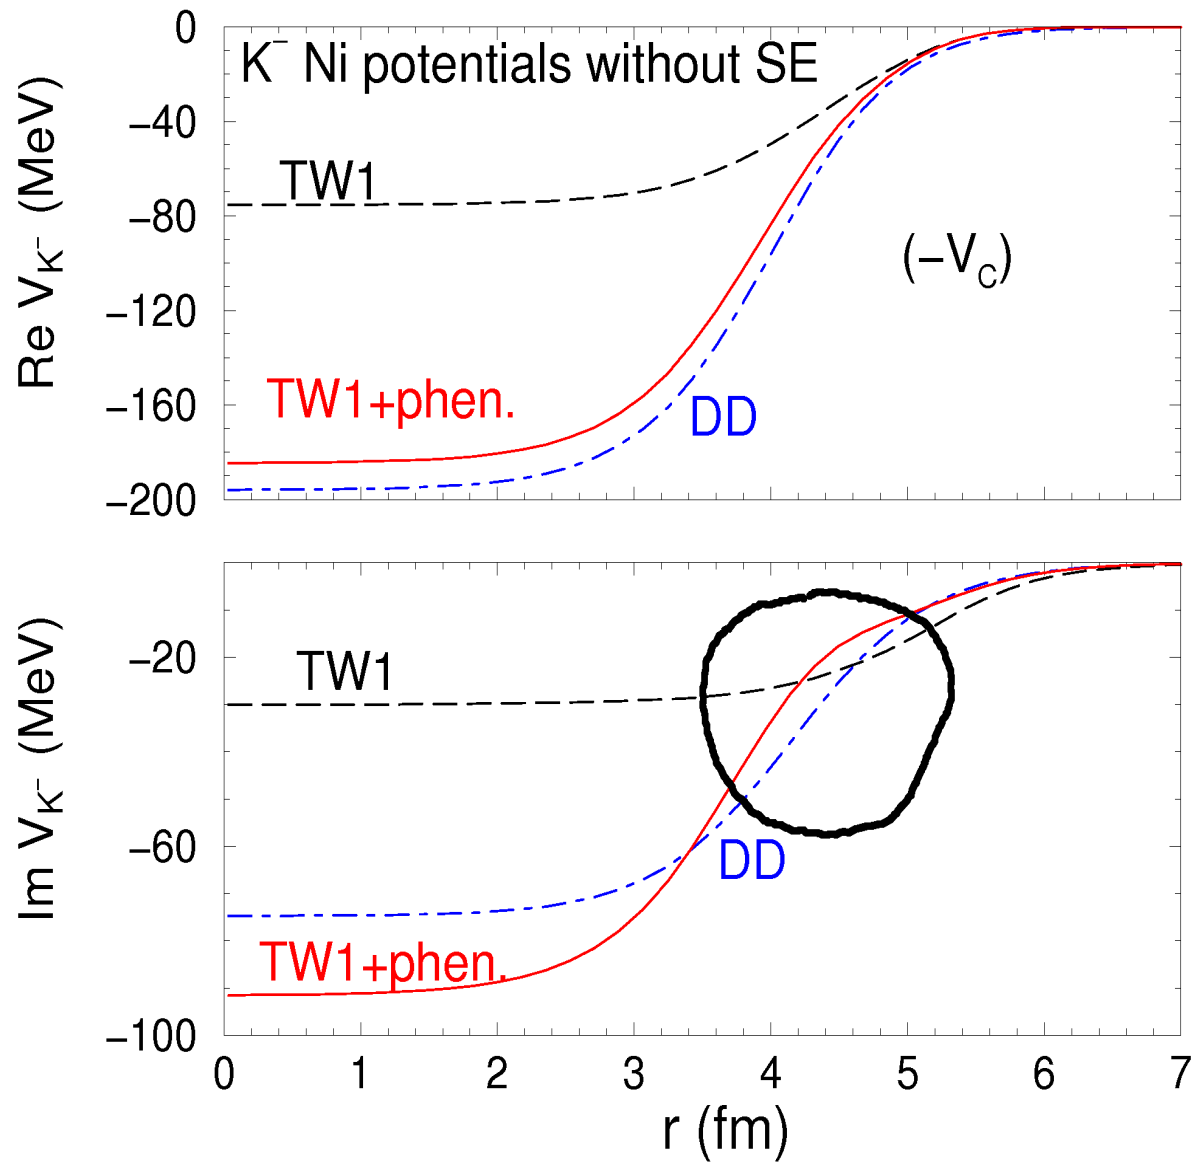 0
−40
−80
−120
−160
−200
Re V_K− (MeV)
K− Ni potentials without SE
TW1
(−V_C)
TW1+phen.
DD
−20
−60
−100
Im V_K− (MeV)
TW1
DD
TW1+phen.
0 1 2 3 4 5 6 7
r (fm)